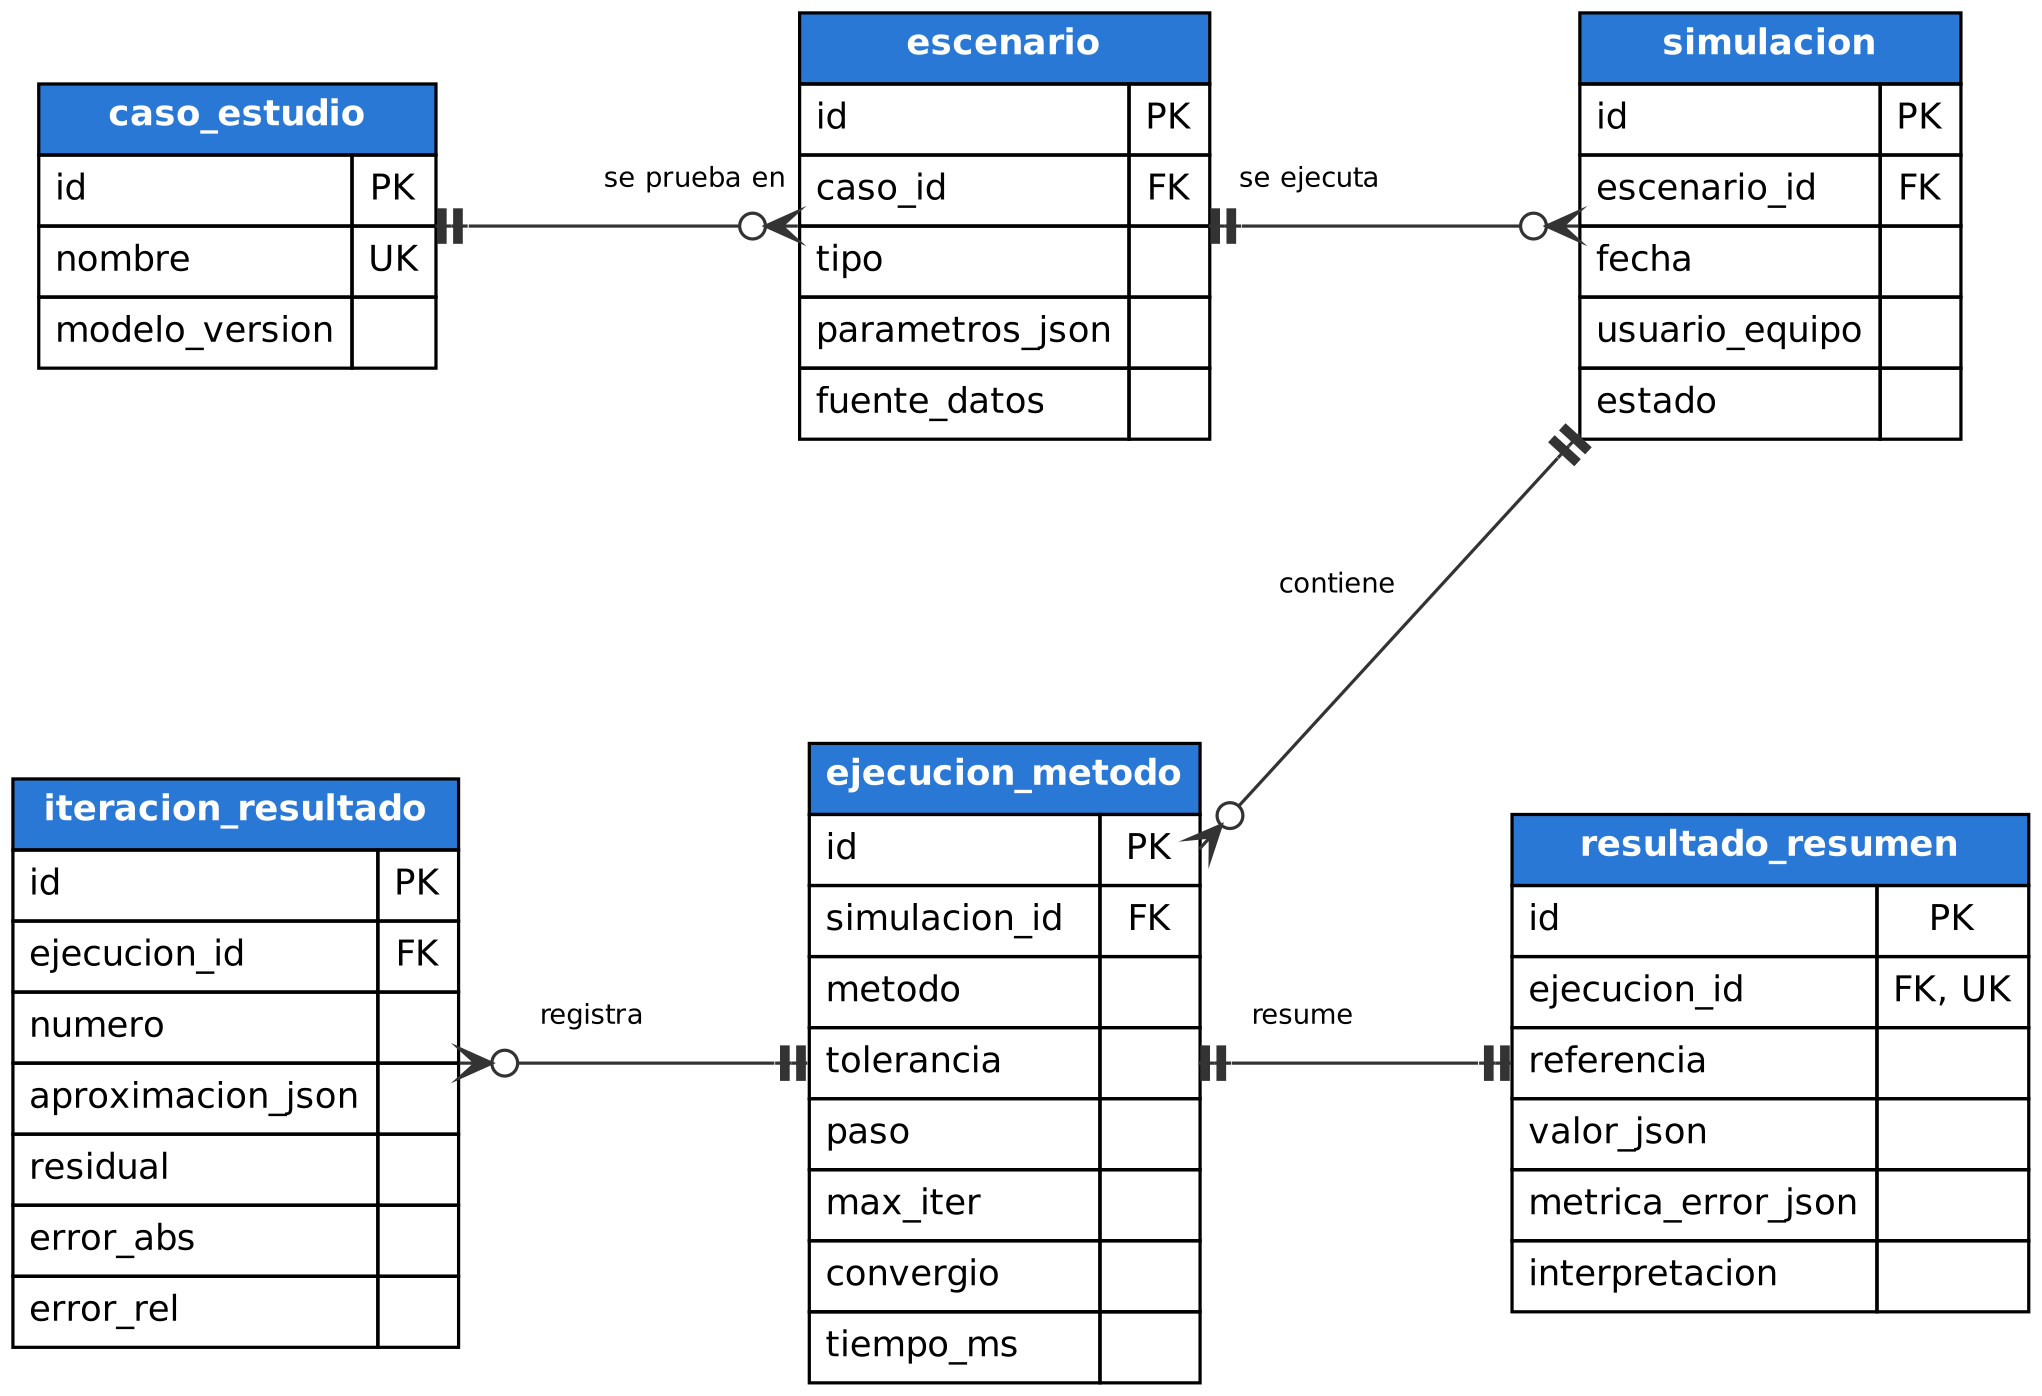 caso_estudio
id PK
nombre UK
modelo_version
se prueba en
escenario
id PK
caso_id FK
tipo
parametros_json
fuente_datos
se ejecuta
simulacion
id PK
escenario_id FK
fecha
usuario_equipo
estado
contiene
iteracion_resultado
id PK
ejecucion_id FK
numero
aproximacion_json
residual
error_abs
error_rel
registra
ejecucion_metodo
id PK
simulacion_id FK
metodo
tolerancia
paso
max_iter
convergio
tiempo_ms
resume
resultado_resumen
id PK
ejecucion_id FK, UK
referencia
valor_json
metrica_error_json
interpretacion